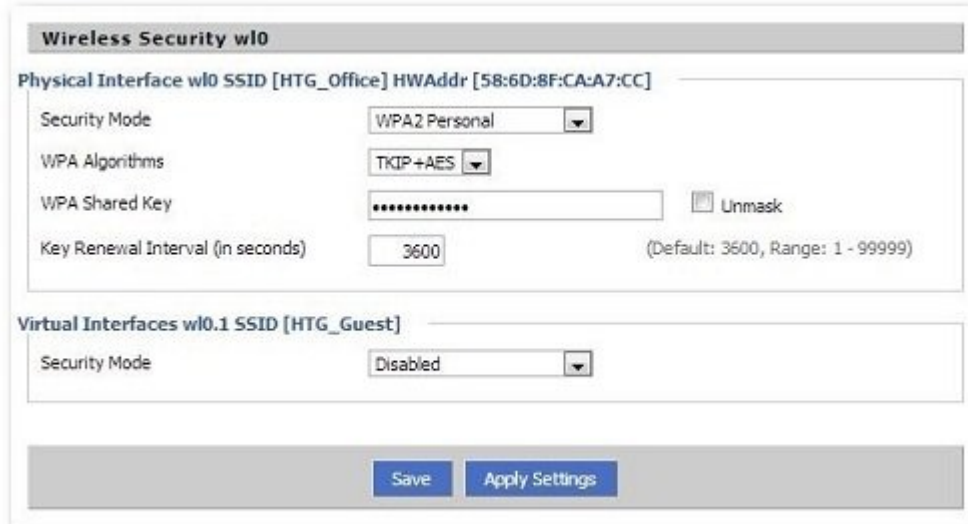 Wireless Security wl0
Physical Interface wl0 SSID [HTG_Office] HWAddr [58:6D:8F:CA:A7:CC]
Security Mode WPA2 Personal
WPA Algorithms TKIP+AES
WPA Shared Key •••••••••••• Unmask
Key Renewal Interval (in seconds) 3600 (Default: 3600, Range: 1 - 99999)
Virtual Interfaces wl0.1 SSID [HTG_Guest]
Security Mode Disabled
Save Apply Settings